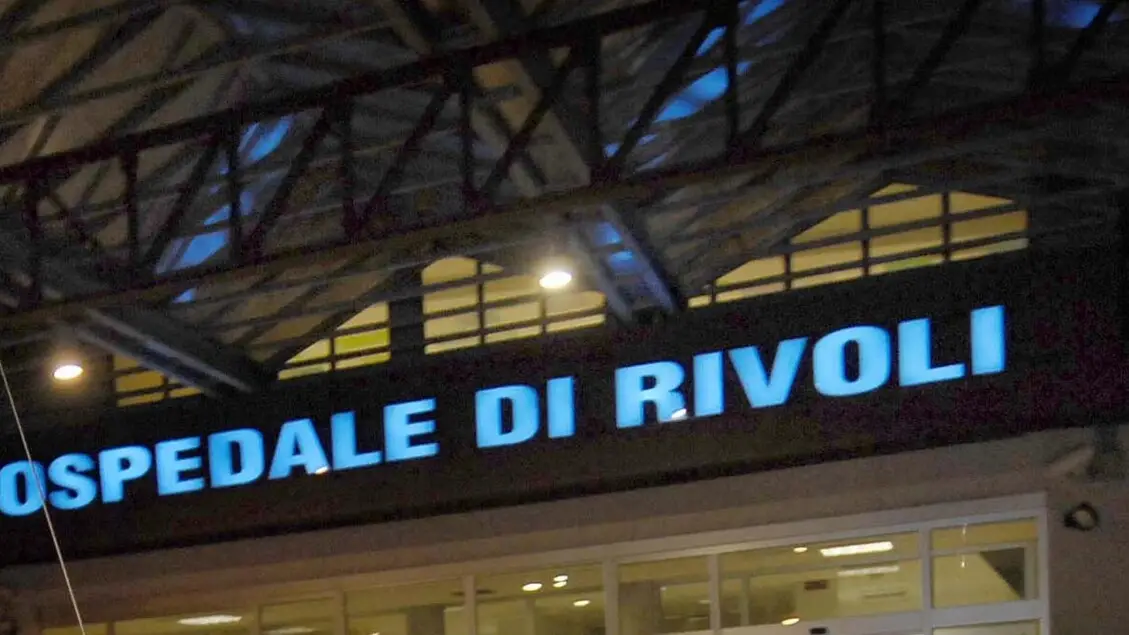 OSPEDALE DI RIVOLI